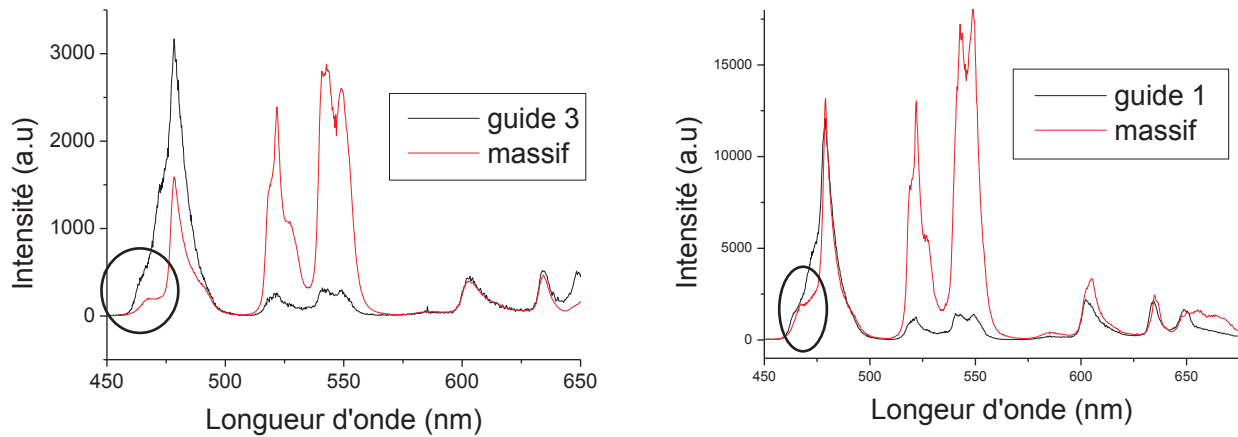 3000
2000
1000
0
450
500
550
600
650
Intensité (a.u)
Longueur d'onde (nm)
guide 3
massif
15000
10000
5000
0
450
500
550
600
650
Intensité (a.u)
Longeur d'onde (nm)
guide 1
massif